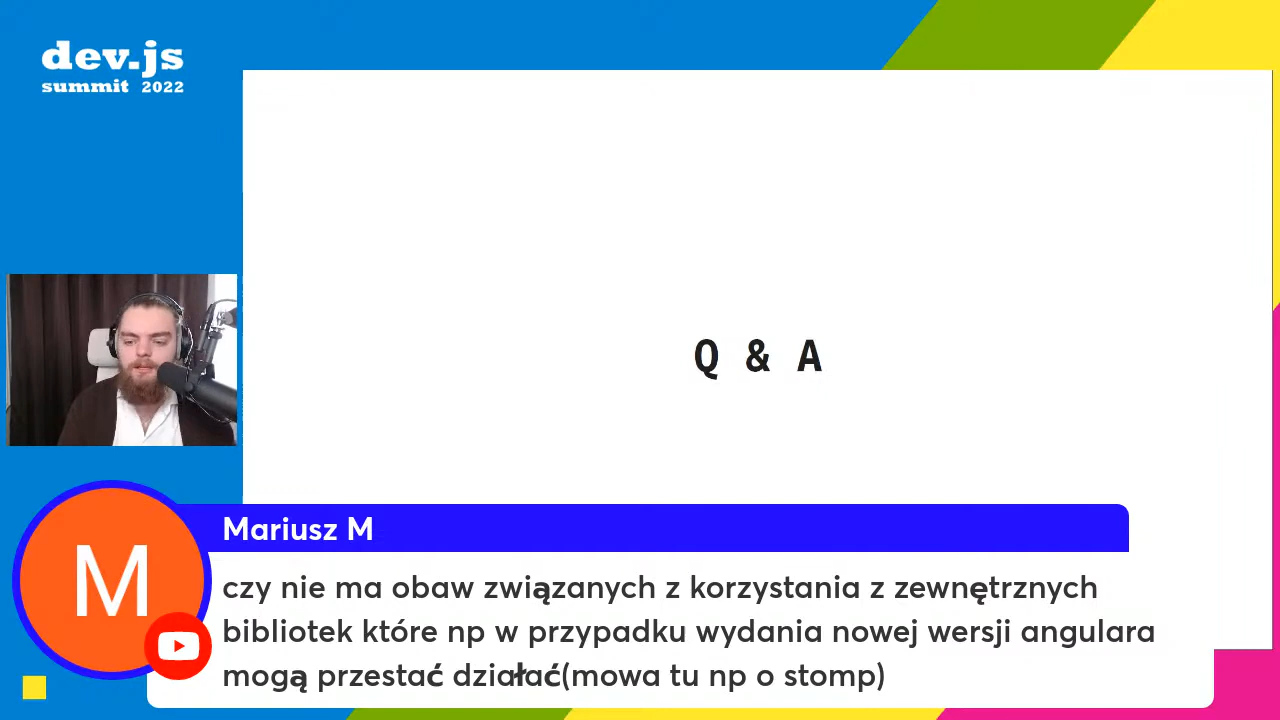 dev.js
summit 2022
Q & A
M
Mariusz M
czy nie ma obaw związanych z korzystania z zewnętrznych
bibliotek które np w przypadku wydania nowej wersji angulara
mogą przestać działać(mowa tu np o stomp)